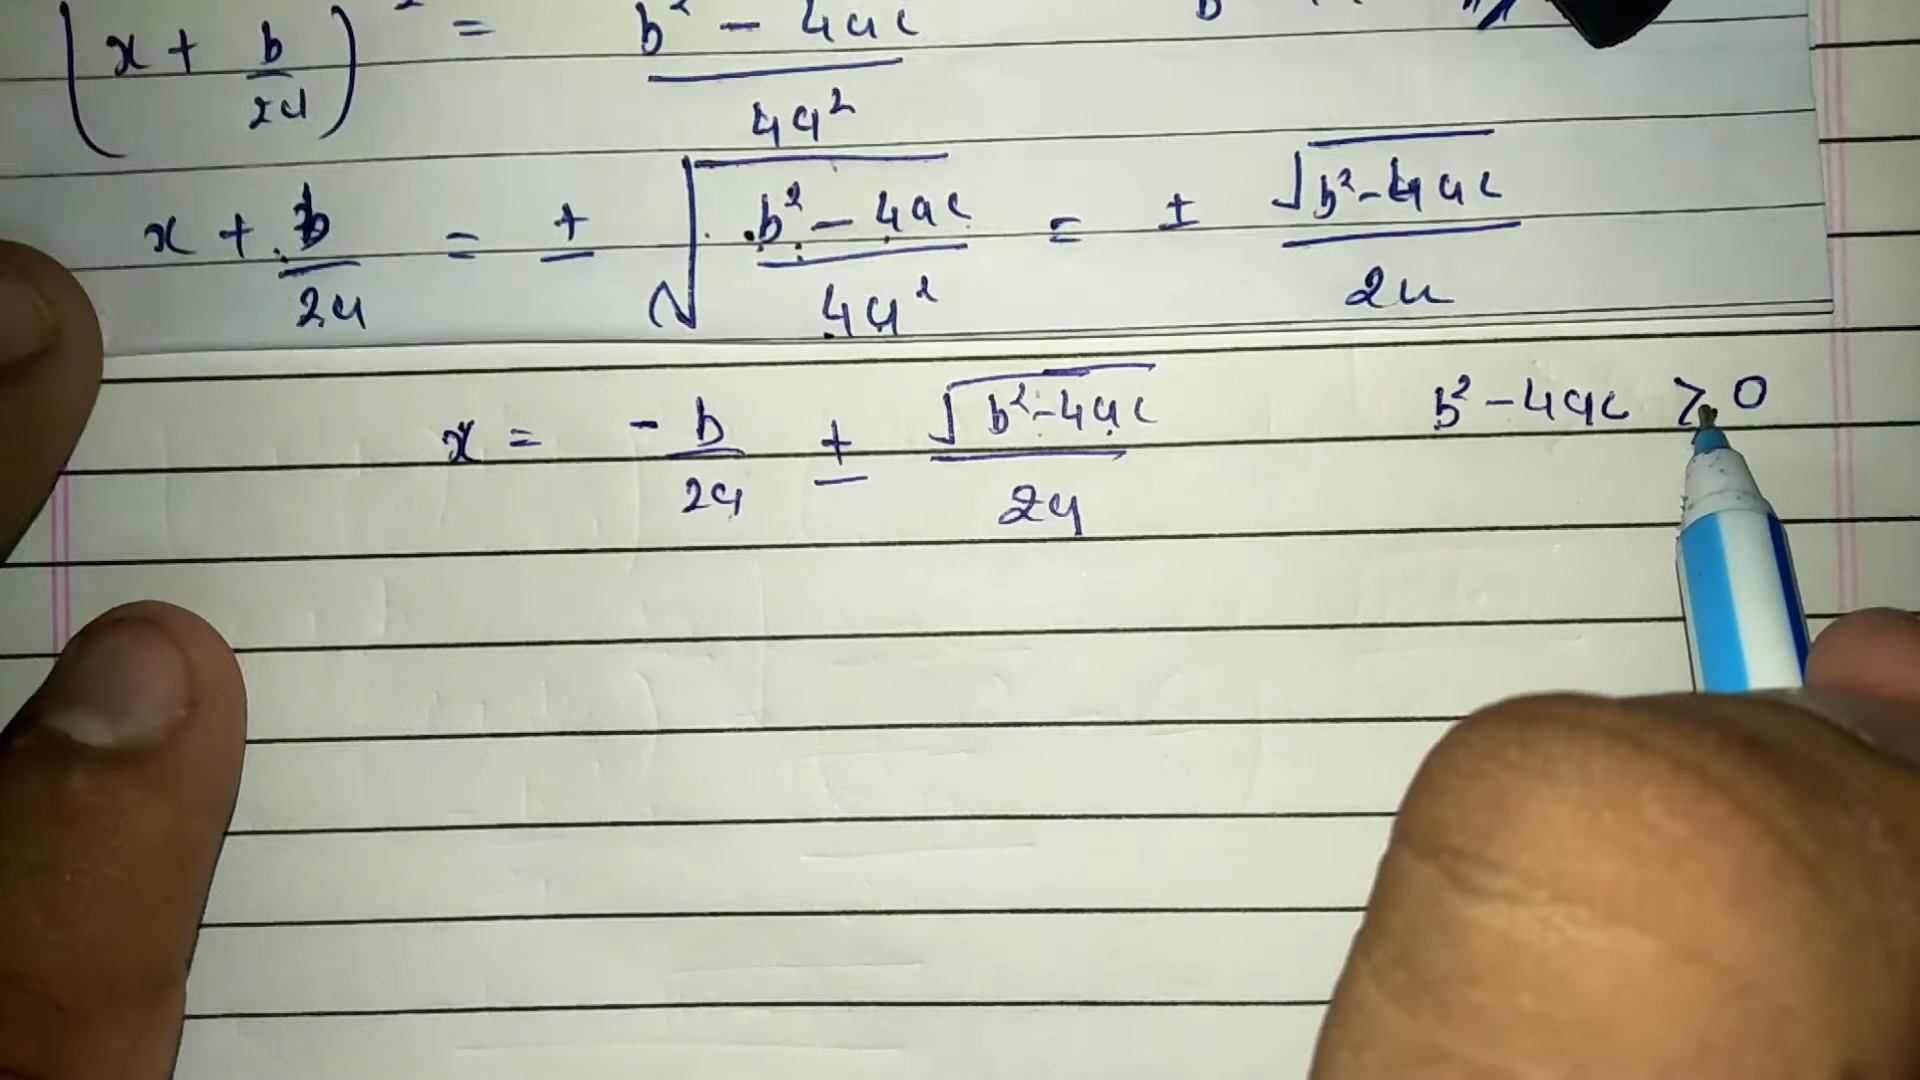 (x + b/2a)² = b² - 4ac / 4a²
x + b/2a = ± √(b² - 4ac / 4a²) = ± √(b² - 4ac) / 2a
x = - b/2a ± √(b² - 4ac) / 2a b² - 4ac ≥ 0